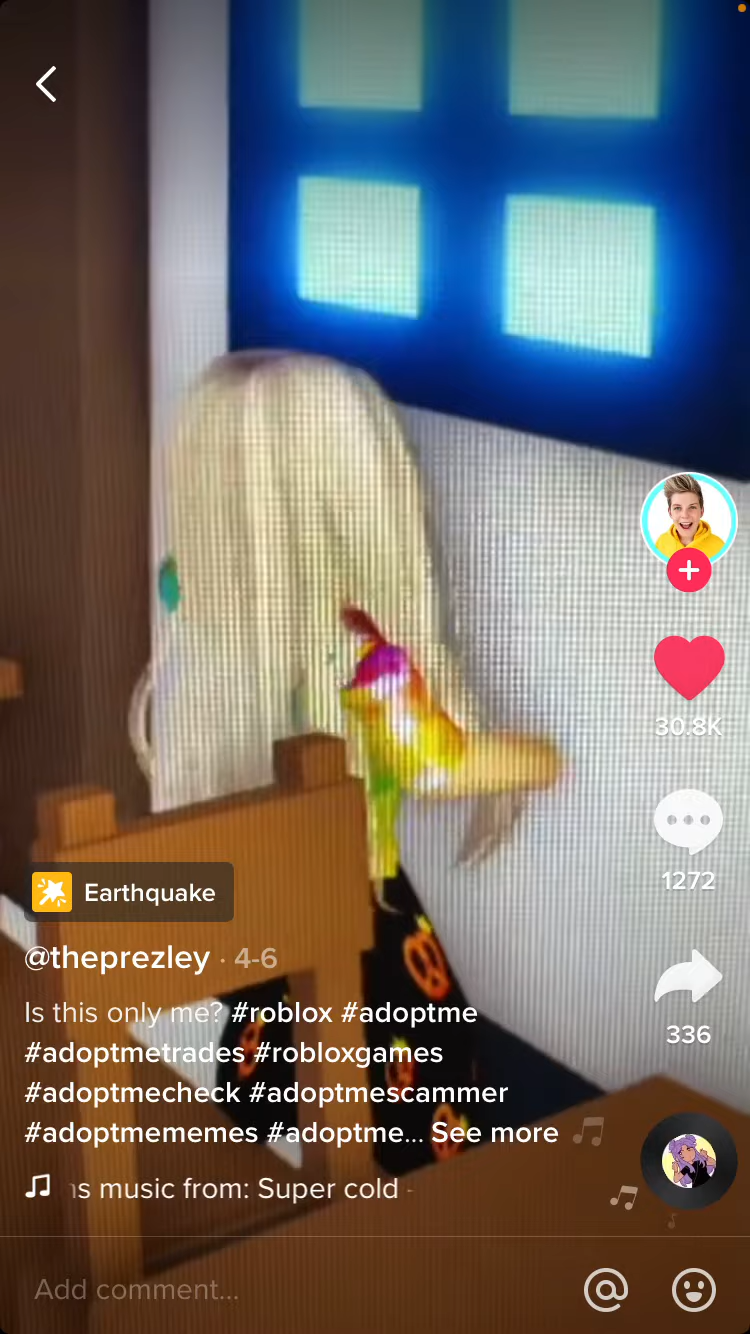 30.8K
1272
Earthquake
@theprezley · 4-6
336
Is this only me? #roblox #adoptme
#adoptmetrades #robloxgames
#adoptmecheck #adoptmescammer
#adoptmememes #adoptme... See more
music from: Super cold -
Add comment...